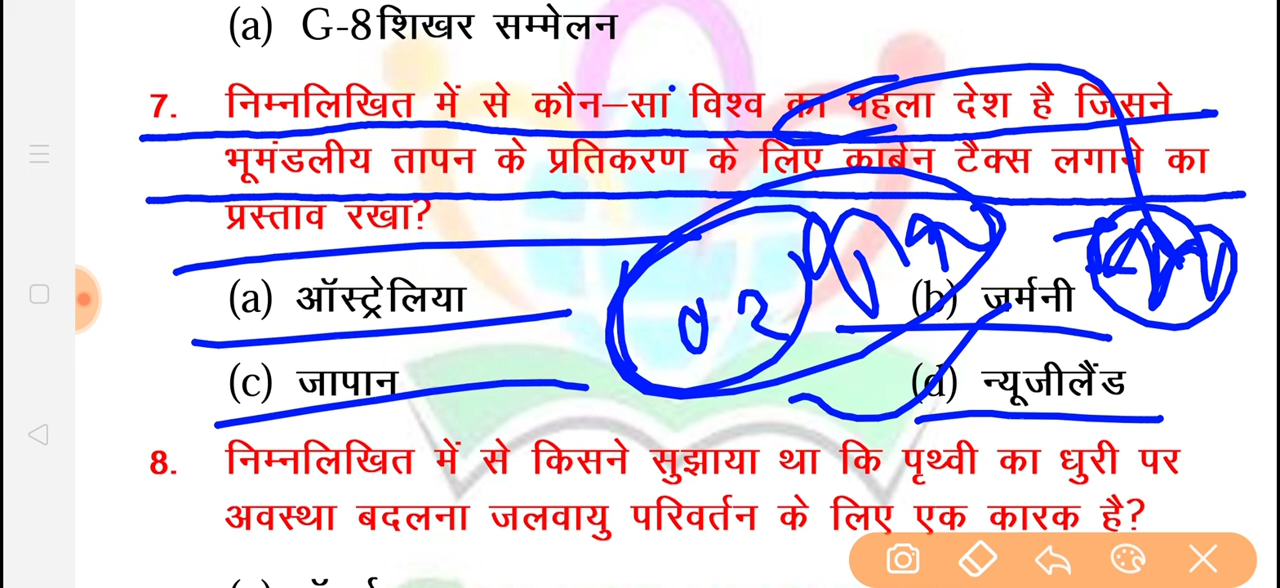 (a) G-8शिखर सम्मेलन
7. निम्नलिखित में से कौन–सां विश्व का पहला देश है जिसने
भूमंडलीय तापन के प्रतिकरण के लिए कार्बन टैक्स लगाने का
प्रस्ताव रखा?
(a) ऑस्ट्रेलिया (b) जर्मनी
(c) जापान (d) न्यूजीलैंड
8. निम्नलिखित में से किसने सुझाया था कि पृथ्वी का धुरी पर
अवस्था बदलना जलवायु परिवर्तन के लिए एक कारक है?